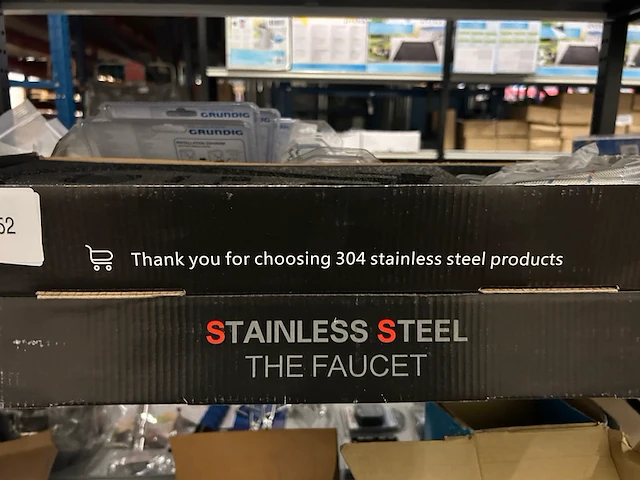 GRUNDIG
GRUNDIG
52
Thank you for choosing 304 stainless steel products
STAINLESS STEEL
THE FAUCET